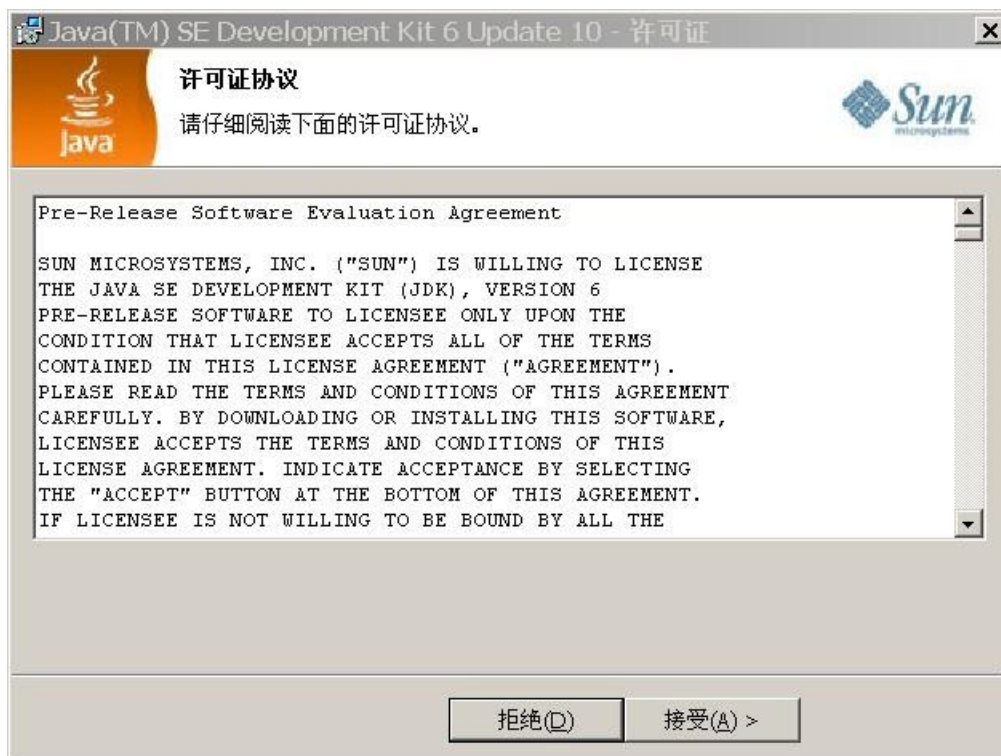 Java(TM) SE Development Kit 6 Update 10 - 许可证
许可证协议
请仔细阅读下面的许可证协议。
Java
Sun
microsystems
Pre-Release Software Evaluation Agreement
SUN MICROSYSTEMS, INC. ("SUN") IS WILLING TO LICENSE
THE JAVA SE DEVELOPMENT KIT (JDK), VERSION 6
PRE-RELEASE SOFTWARE TO LICENSEE ONLY UPON THE
CONDITION THAT LICENSEE ACCEPTS ALL OF THE TERMS
CONTAINED IN THIS LICENSE AGREEMENT ("AGREEMENT").
PLEASE READ THE TERMS AND CONDITIONS OF THIS AGREEMENT
CAREFULLY. BY DOWNLOADING OR INSTALLING THIS SOFTWARE,
LICENSEE ACCEPTS THE TERMS AND CONDITIONS OF THIS
LICENSE AGREEMENT. INDICATE ACCEPTANCE BY SELECTING
THE "ACCEPT" BUTTON AT THE BOTTOM OF THIS AGREEMENT.
IF LICENSEE IS NOT WILLING TO BE BOUND BY ALL THE
拒绝(D)
接受(A) >